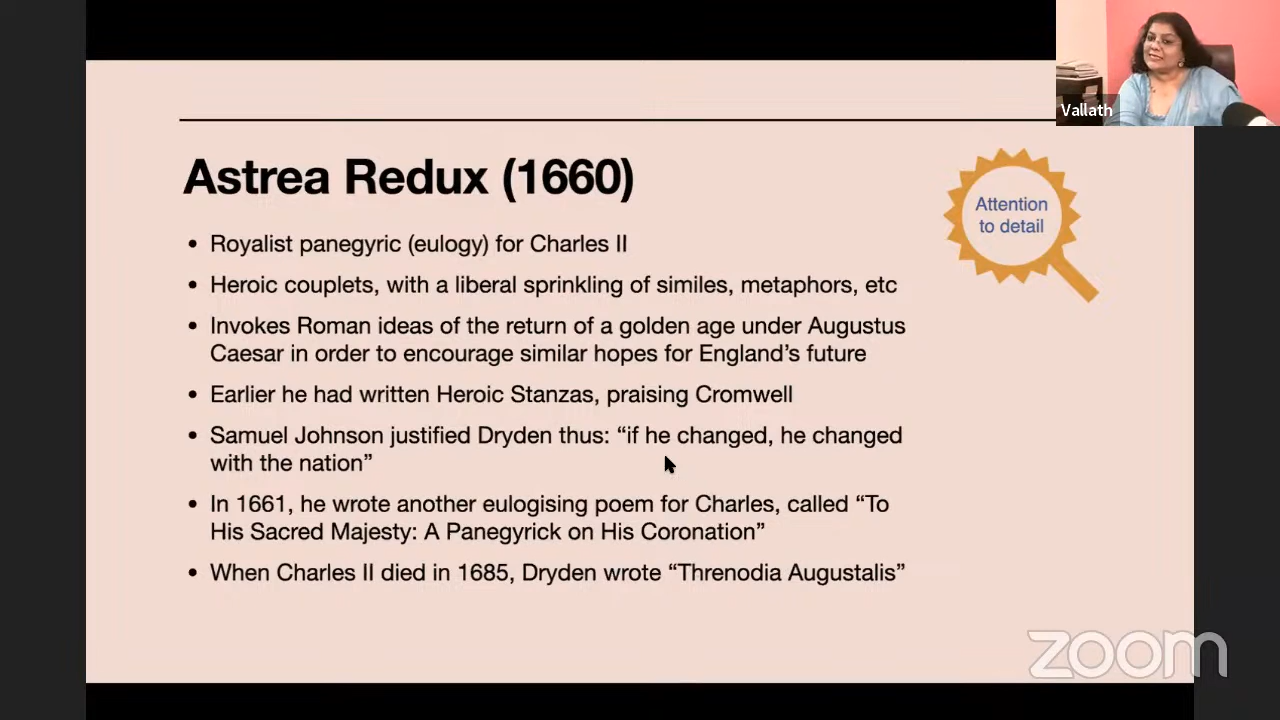 Vallath
Astrea Redux (1660)
Attention
to detail
• Royalist panegyric (eulogy) for Charles II
• Heroic couplets, with a liberal sprinkling of similes, metaphors, etc
• Invokes Roman ideas of the return of a golden age under Augustus
Caesar in order to encourage similar hopes for England’s future
• Earlier he had written Heroic Stanzas, praising Cromwell
• Samuel Johnson justified Dryden thus: “if he changed, he changed
with the nation”
• In 1661, he wrote another eulogising poem for Charles, called “To
His Sacred Majesty: A Panegyrick on His Coronation”
• When Charles II died in 1685, Dryden wrote “Threnodia Augustalis”
zoom